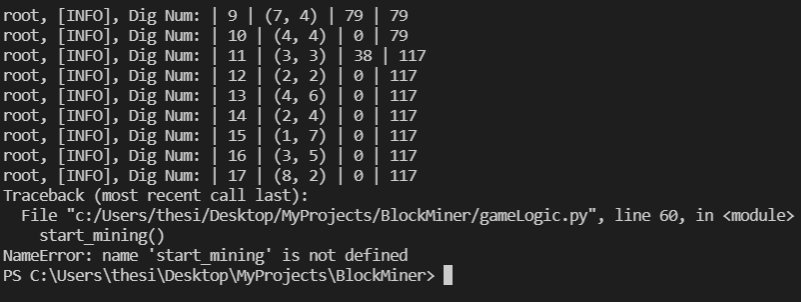 root, [INFO], Dig Num: | 9 | (7, 4) | 79 | 79
root, [INFO], Dig Num: | 10 | (4, 4) | 0 | 79
root, [INFO], Dig Num: | 11 | (3, 3) | 38 | 117
root, [INFO], Dig Num: | 12 | (2, 2) | 0 | 117
root, [INFO], Dig Num: | 13 | (4, 6) | 0 | 117
root, [INFO], Dig Num: | 14 | (2, 4) | 0 | 117
root, [INFO], Dig Num: | 15 | (1, 7) | 0 | 117
root, [INFO], Dig Num: | 16 | (3, 5) | 0 | 117
root, [INFO], Dig Num: | 17 | (8, 2) | 0 | 117
Traceback (most recent call last):
  File "c:/Users/thesi/Desktop/MyProjects/BlockMiner/gameLogic.py", line 60, in <module>
    start_mining()
NameError: name 'start_mining' is not defined
PS C:\Users\thesi\Desktop\MyProjects\BlockMiner>